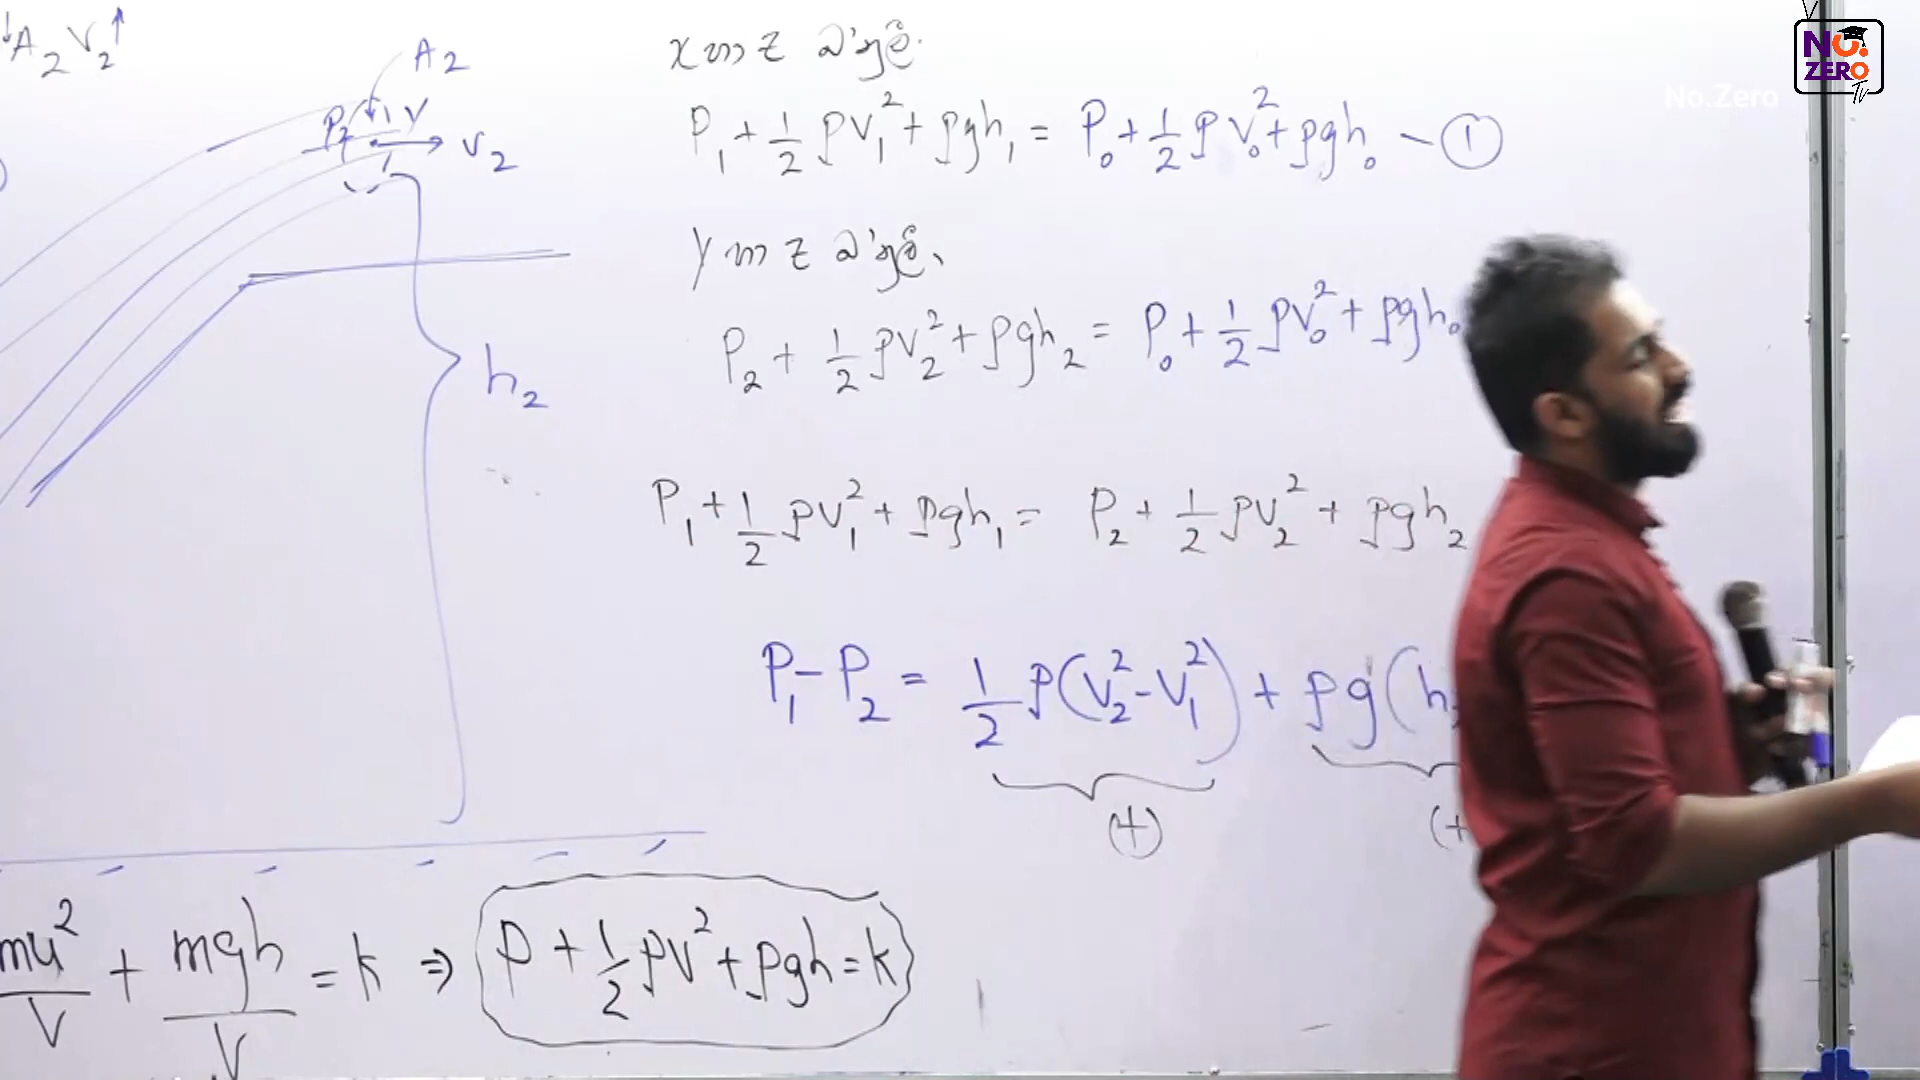 A₂ V₂
A₂
P₂ V
V₂
h₂
P₁ + 1/2 ρV₁² + ρgh₁ = P₀ + 1/2 ρV₀² + ρgh₀ – ①
P₂ + 1/2 ρV₂² + ρgh₂ = P₀ + 1/2 ρV₀² + ρgh₀
P₁ + 1/2 ρV₁² + ρgh₁ = P₂ + 1/2 ρV₂² + ρgh₂
P₁ – P₂ = 1/2 ρ(V₂² - V₁²) + ρg(h
(+) (+
mu²/V + mgh/V = k ⇒ P + 1/2 ρV² + ρgh = k
No.Zero
NO.
ZERO
Tv